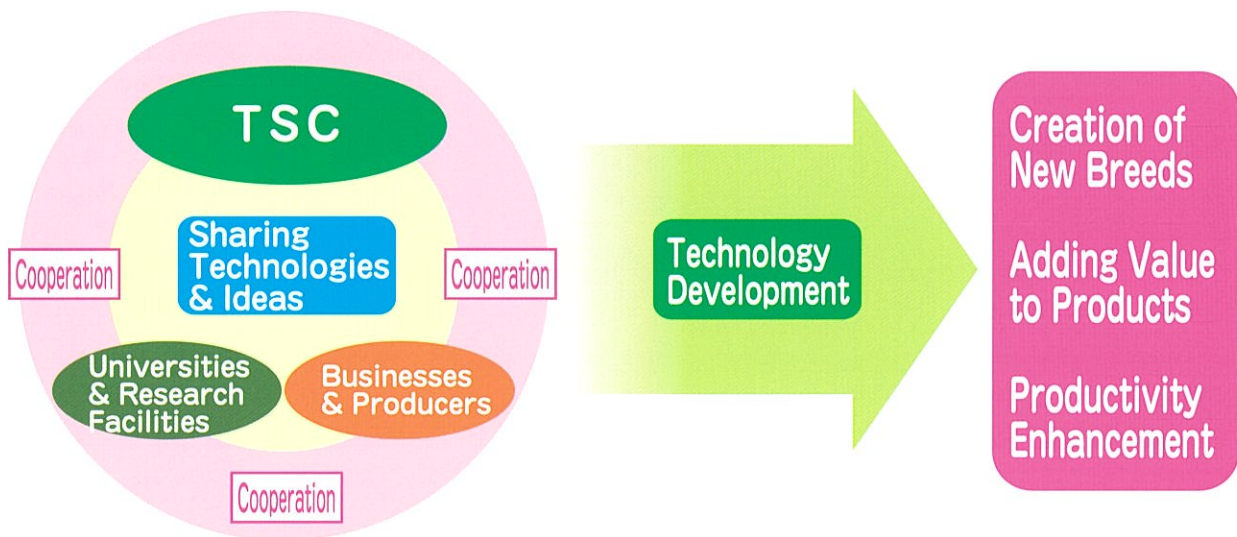 TSC
Sharing
Technologies
& Ideas
Cooperation
Cooperation
Universities
& Research
Facilities
Businesses
& Producers
Cooperation
Technology
Development
Creation of
New Breeds
Adding Value
to Products
Productivity
Enhancement